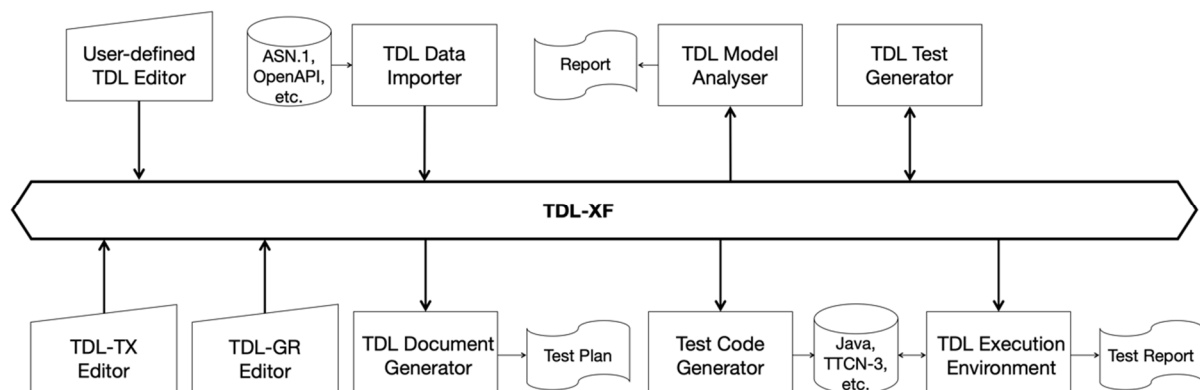 User-defined
TDL Editor
ASN.1,
OpenAPI,
etc.
TDL Data
Importer
Report
TDL Model
Analyser
TDL Test
Generator
TDL-XF
TDL-TX
Editor
TDL-GR
Editor
TDL Document
Generator
Test Plan
Test Code
Generator
Java,
TTCN-3,
etc.
TDL Execution
Environment
Test Report